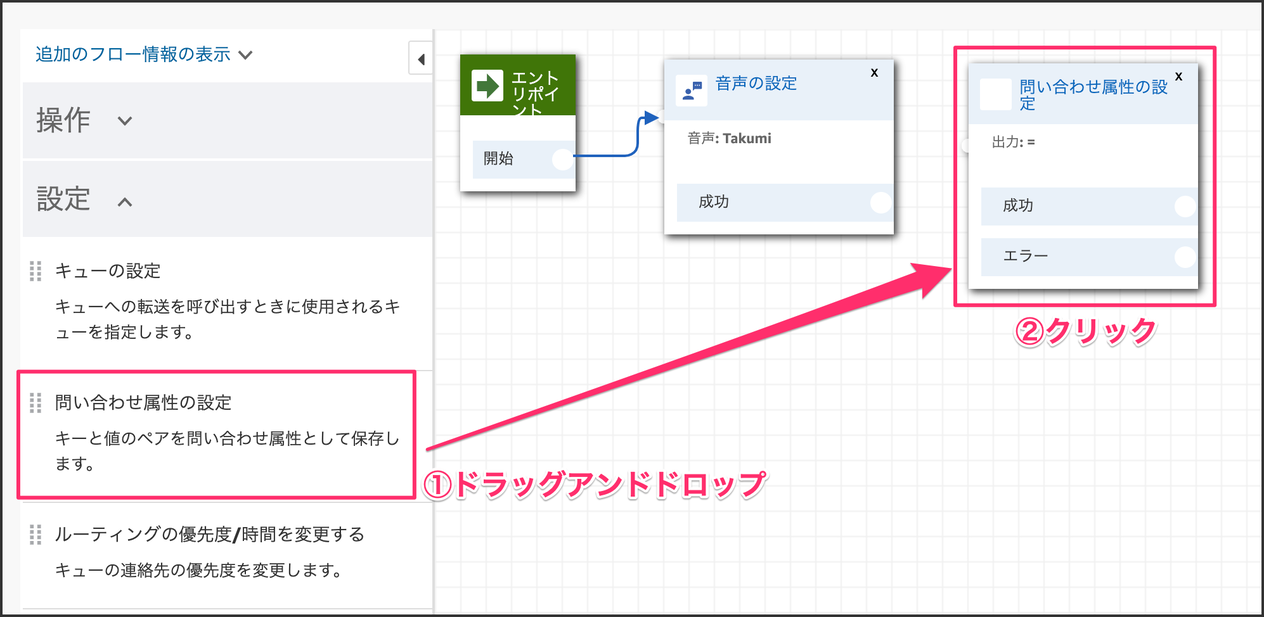 追加のフロー情報の表示
操作
設定
キューの設定
キューへの転送を呼び出すときに使用されるキ
ューを指定します。
問い合わせ属性の設定
キーと値のペアを問い合わせ属性として保存し
ます。
ルーティングの優先度/時間を変更する
キューの連絡先の優先度を変更します。
エント
リポイ
ント
開始
音声の設定
x
音声: Takumi
成功
問い合わせ属性の設
定
x
出力: =
成功
エラー
②クリック
①ドラッグアンドドロップ